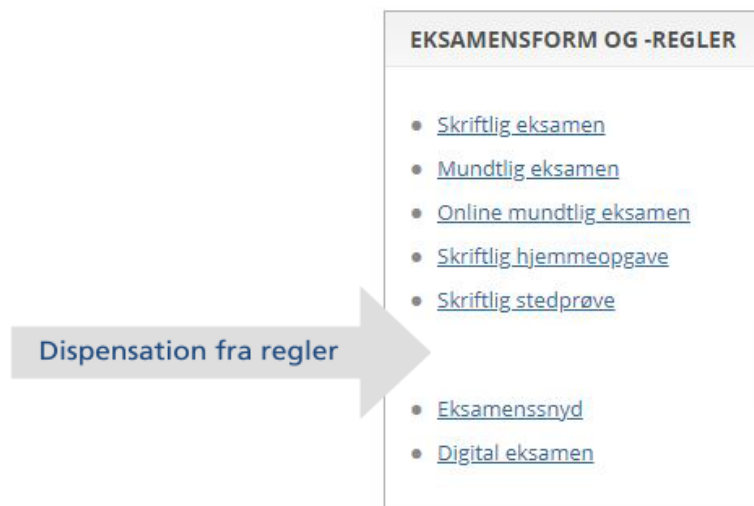 EKSAMENSFORM OG -REGLER
Skriftlig eksamen
Mundtlig eksamen
Online mundtlig eksamen
Skriftlig hjemmeopgave
Skriftlig stedprøve
Dispensation fra regler
Eksamenssnyd
Digital eksamen